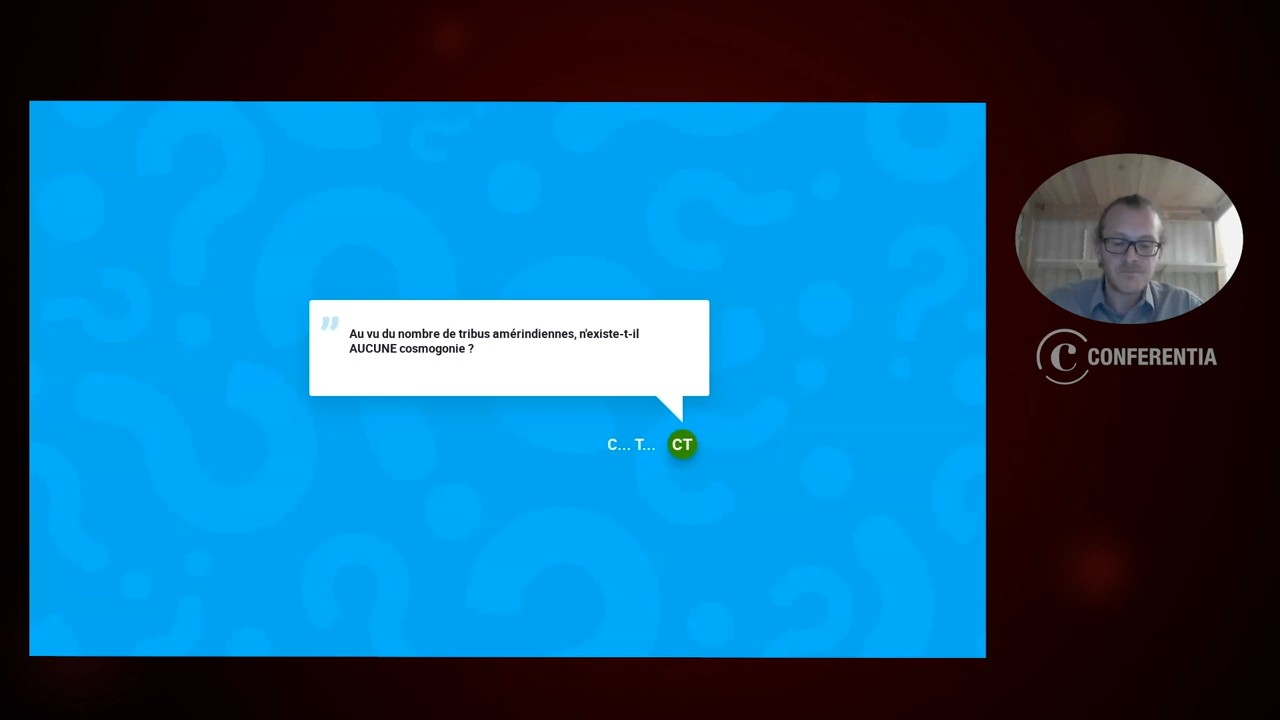 Au vu du nombre de tribus amérindiennes, n'existe-t-il
AUCUNE cosmogonie ?
C... T... CT
C CONFERENTIA